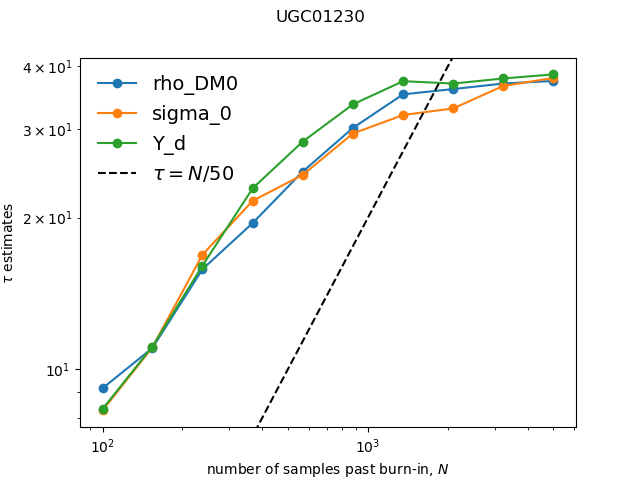 UGC01230
4 × 10¹
3 × 10¹
2 × 10¹
10¹
τ estimates
rho_DM0
sigma_0
Y_d
τ = N/50
10² 10³
number of samples past burn-in, N